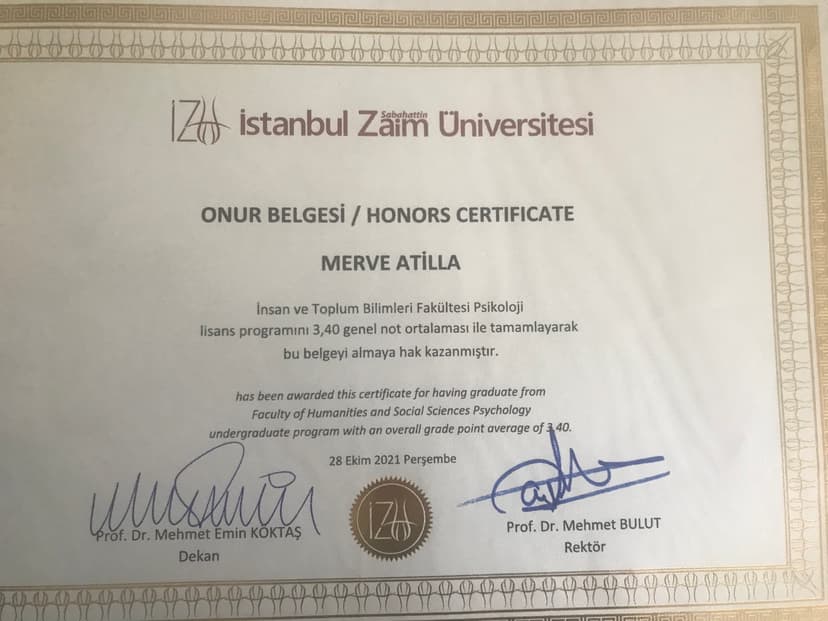 İZÜ İstanbul Sabahattin Zaim Üniversitesi
ONUR BELGESİ / HONORS CERTIFICATE
MERVE ATİLLA
İnsan ve Toplum Bilimleri Fakültesi Psikoloji
lisans programını 3,40 genel not ortalaması ile tamamlayarak
bu belgeyi almaya hak kazanmıştır.
has been awarded this certificate for having graduate from
Faculty of Humanities and Social Sciences Psychology
undergraduate program with an overall grade point average of 3.40.
28 Ekim 2021 Perşembe
Prof. Dr. Mehmet Emin KÖKTAŞ
Dekan
İZÜ
Prof. Dr. Mehmet BULUT
Rektör